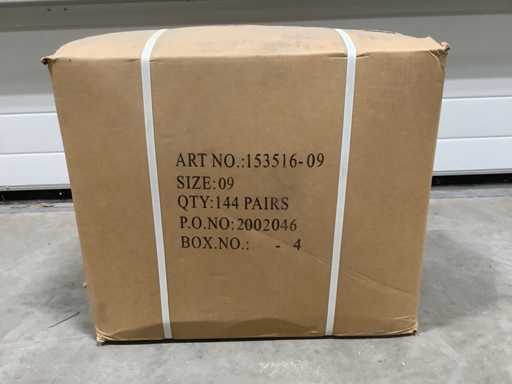 ART NO.:153516-09
SIZE:09
QTY:144 PAIRS
P.O.NO:2002046
BOX.NO.: - 4